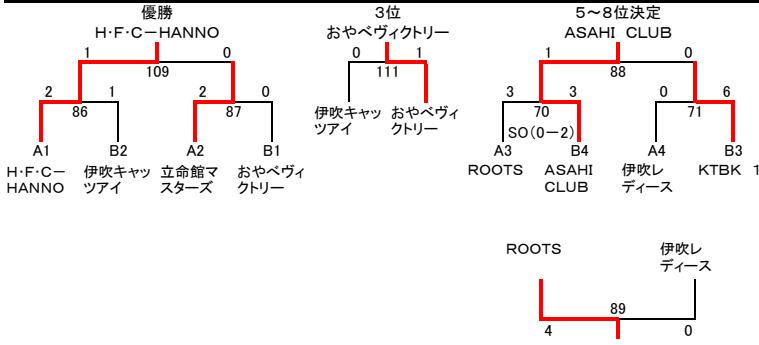 優勝 3位 5~8位決定
H・F・C-HANNO おやべヴィクトリー ASAHI CLUB
1 0 0 1 1 0
109 111 88
2 1 2 0 3 3 0 6
86 87 70 71
伊吹キャッ おやべヴィ
ツアイ クトリー
SO(0-2)
A1 B2 A2 B1 A3 B4 A4 B3
H・F・C- 伊吹キャッ 立命館マ おやべヴィ ROOTS ASAHI 伊吹レ KTBK 1
HANNO ツアイ スターズ クトリー CLUB ディース
ROOTS 伊吹レ
ディース
89
4 0